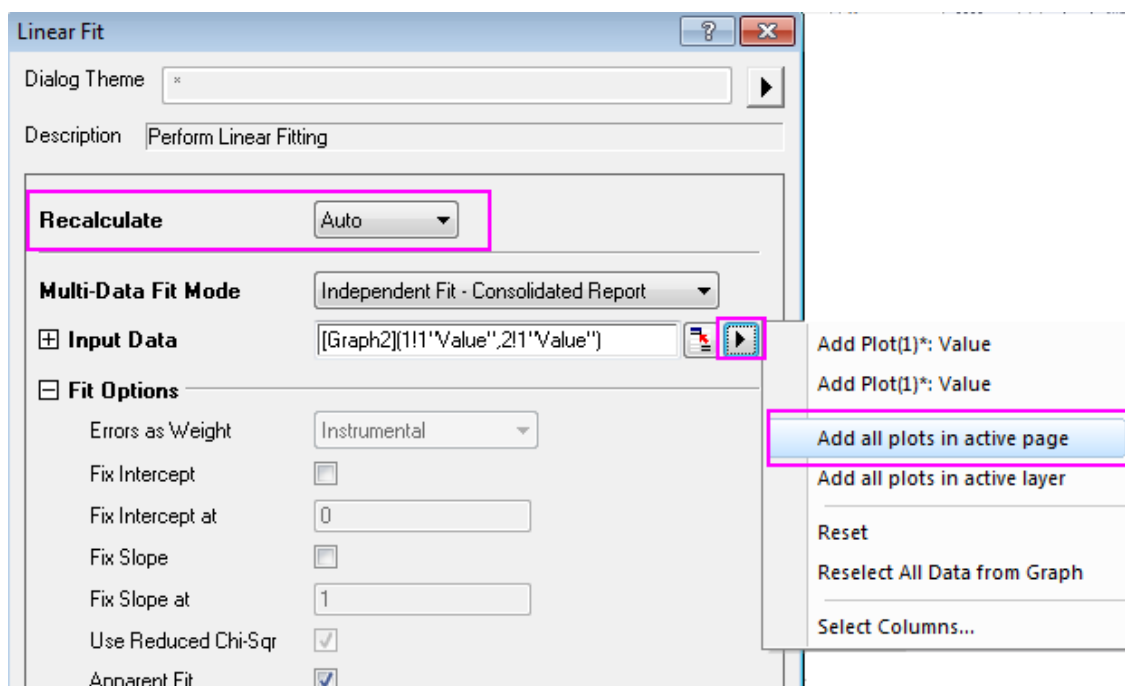 Linear Fit
Dialog Theme *
Description Perform Linear Fitting
Recalculate Auto
Multi-Data Fit Mode Independent Fit - Consolidated Report
Input Data [Graph2](1!1"Value",2!1"Value")
Add Plot(1)*: Value
Add Plot(1)*: Value
Add all plots in active page
Add all plots in active layer
Reset
Reselect All Data from Graph
Select Columns...
Fit Options
Errors as Weight Instrumental
Fix Intercept
Fix Intercept at 0
Fix Slope
Fix Slope at 1
Use Reduced Chi-Sqr
Apparent Fit